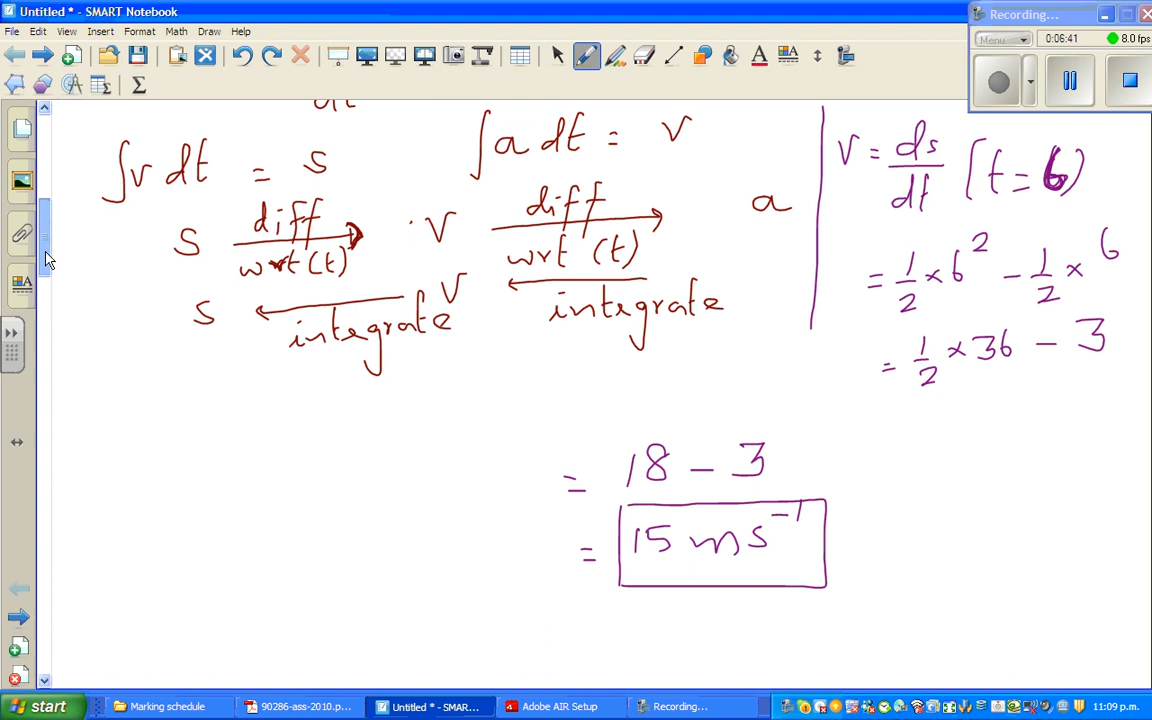 Untitled * - SMART Notebook
Recording...
File Edit View Insert Format Math Draw Help
Menu 0:06:41 8.0 fps
∫v dt = s
∫a dt = v
v = ds/dt (t = 6)
s diff wrt (t) v diff wrt (t) a
s integrate v integrate
= 1/2 × 6² - 1/2 × 6
= 1/2 × 36 - 3
= 18 - 3
= 15 ms⁻¹
start Marking schedule 90286-ass-2010.p... Untitled * - SMAR... Adobe AIR Setup Recording... 11:09 p.m.